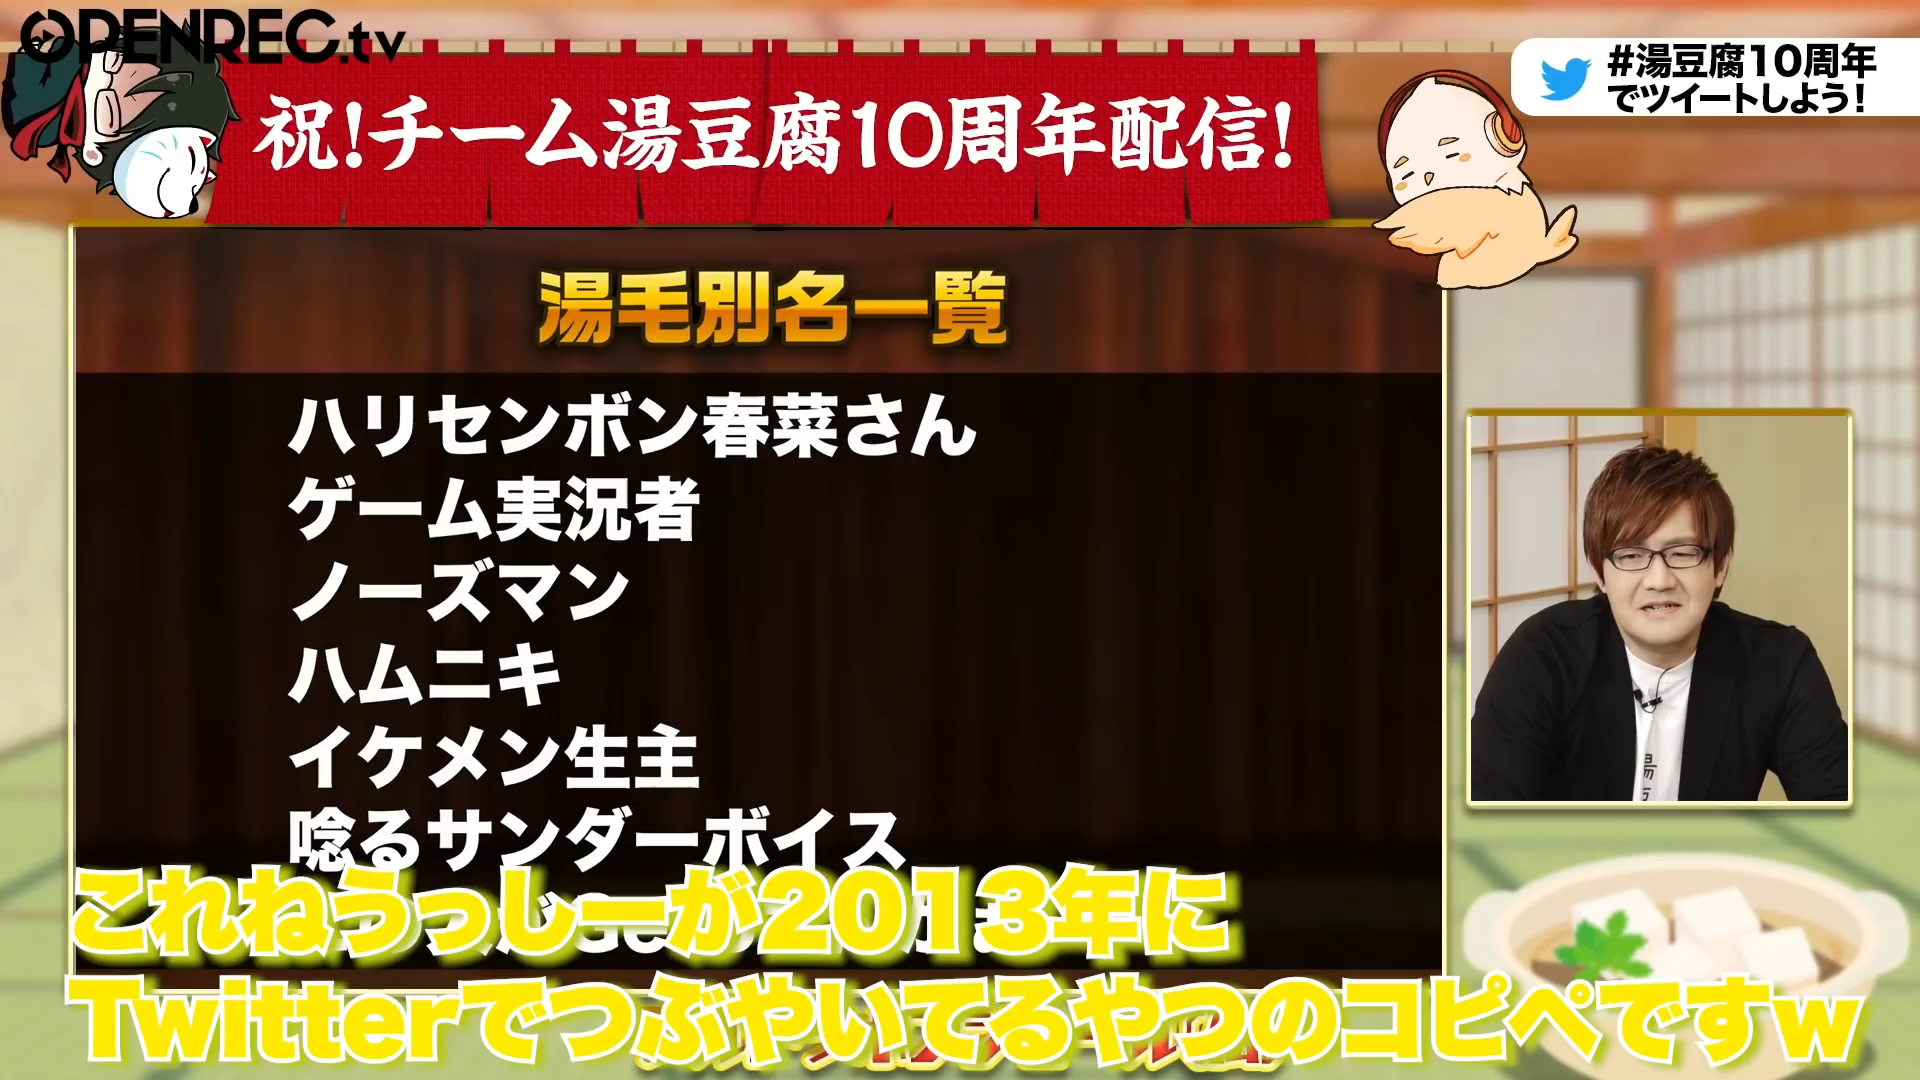 OPENREC.tv
#湯豆腐10周年
でツイートしよう!
祝!チーム湯豆腐10周年配信!
湯毛別名一覧
ハリセンボン春菜さん
ゲーム実況者
ノーズマン
ハムニキ
イケメン生主
唸るサンダーボイス
これねうっしーが2013年に
Twitterでつぶやいてるやつのコピペですw